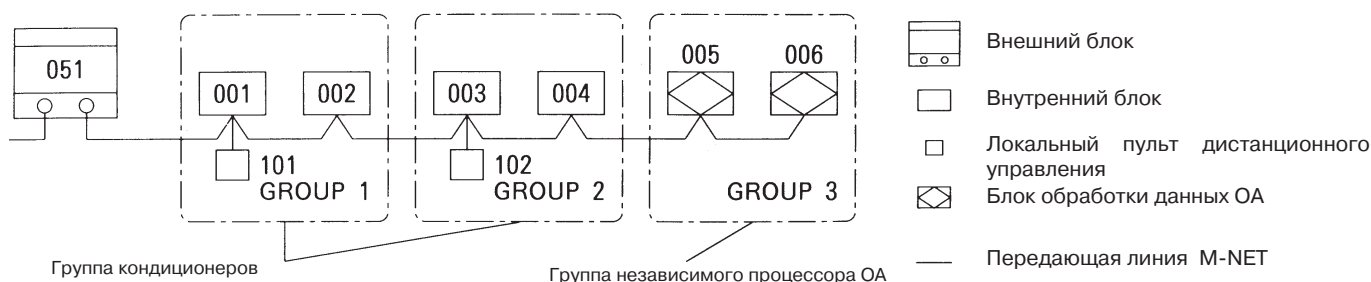 051
001
002
003
004
005
006
101
GROUP 1
102
GROUP 2
GROUP 3
Группа кондиционеров
Группа независимого процессора ОА
Внешний блок
Внутренний блок
Локальный пульт дистанционного
управления
Блок обработки данных ОА
Передающая линия M-NET